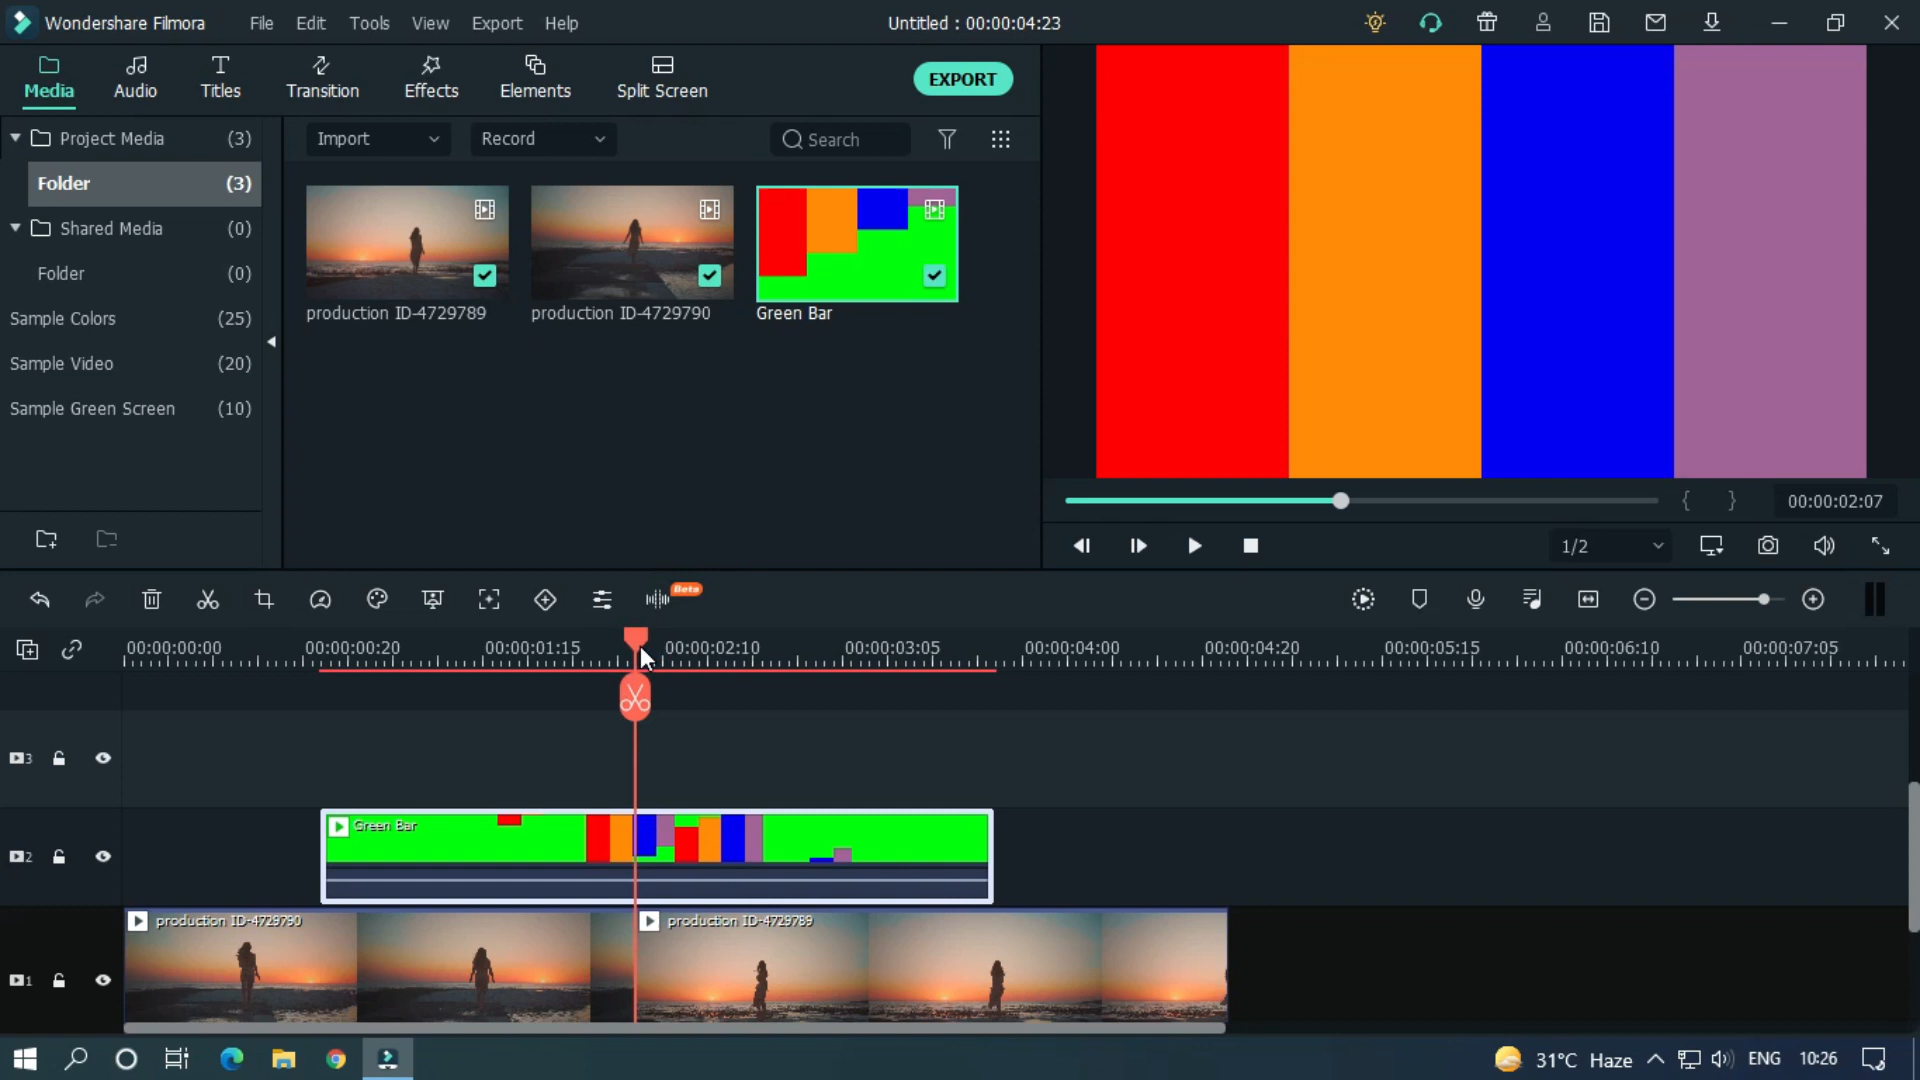 Wondershare Filmora File Edit Tools View Export Help Untitled : 00:00:04:23
Media Audio Titles Transition Effects Elements Split Screen EXPORT
Project Media (3)
Folder (3)
Shared Media (0)
Folder (0)
Sample Colors (25)
Sample Video (20)
Sample Green Screen (10)
Import Record Search
production ID-4729789 production ID-4729790 Green Bar
{ } 00:00:02:07
1/2
Beta
00:00:00:00 00:00:00:20 00:00:01:15 00:00:02:10 00:00:03:05 00:00:04:00 00:00:04:20 00:00:05:15 00:00:06:10 00:00:07:05
3
2 Green Bar
production ID-4729790 production ID-4729789
1
31°C Haze ENG 10:26